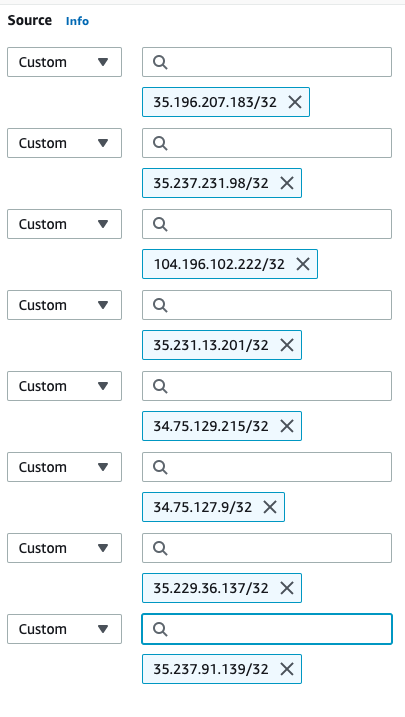 Source Info
Custom
35.196.207.183/32
Custom
35.237.231.98/32
Custom
104.196.102.222/32
Custom
35.231.13.201/32
Custom
34.75.129.215/32
Custom
34.75.127.9/32
Custom
35.229.36.137/32
Custom
35.237.91.139/32